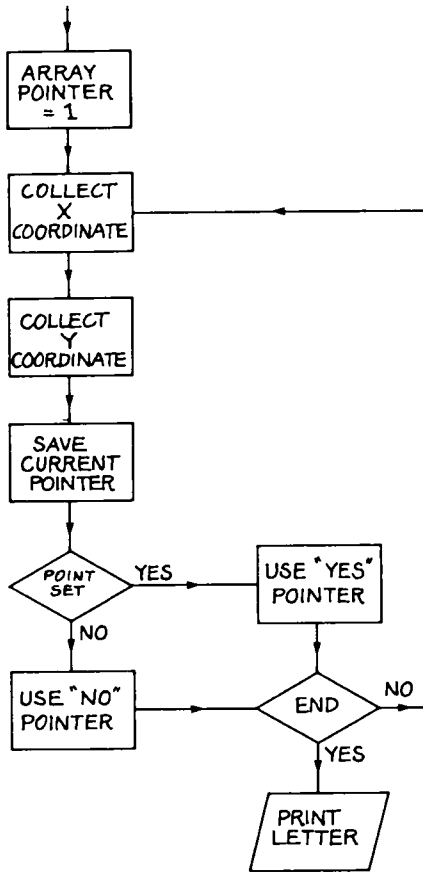 ARRAY
POINTER
= 1
COLLECT
X
COORDINATE
COLLECT
Y
COORDINATE
SAVE
CURRENT
POINTER
POINT
SET
YES
NO
USE "YES"
POINTER
USE "NO"
POINTER
END
NO
YES
PRINT
LETTER